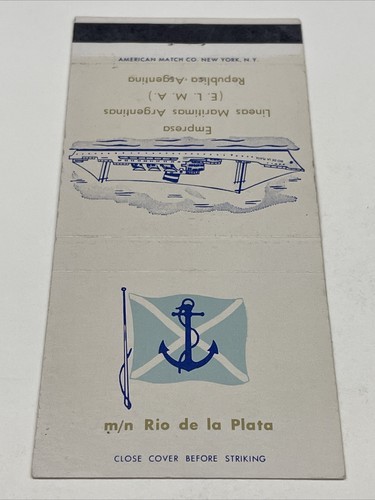 AMERICAN MATCH CO. NEW YORK, N.Y.
Empresa
Lineas Maritimas Argentinas
(E. L. M. A.)
Republica Argentina
m/n Rio de la Plata
CLOSE COVER BEFORE STRIKING